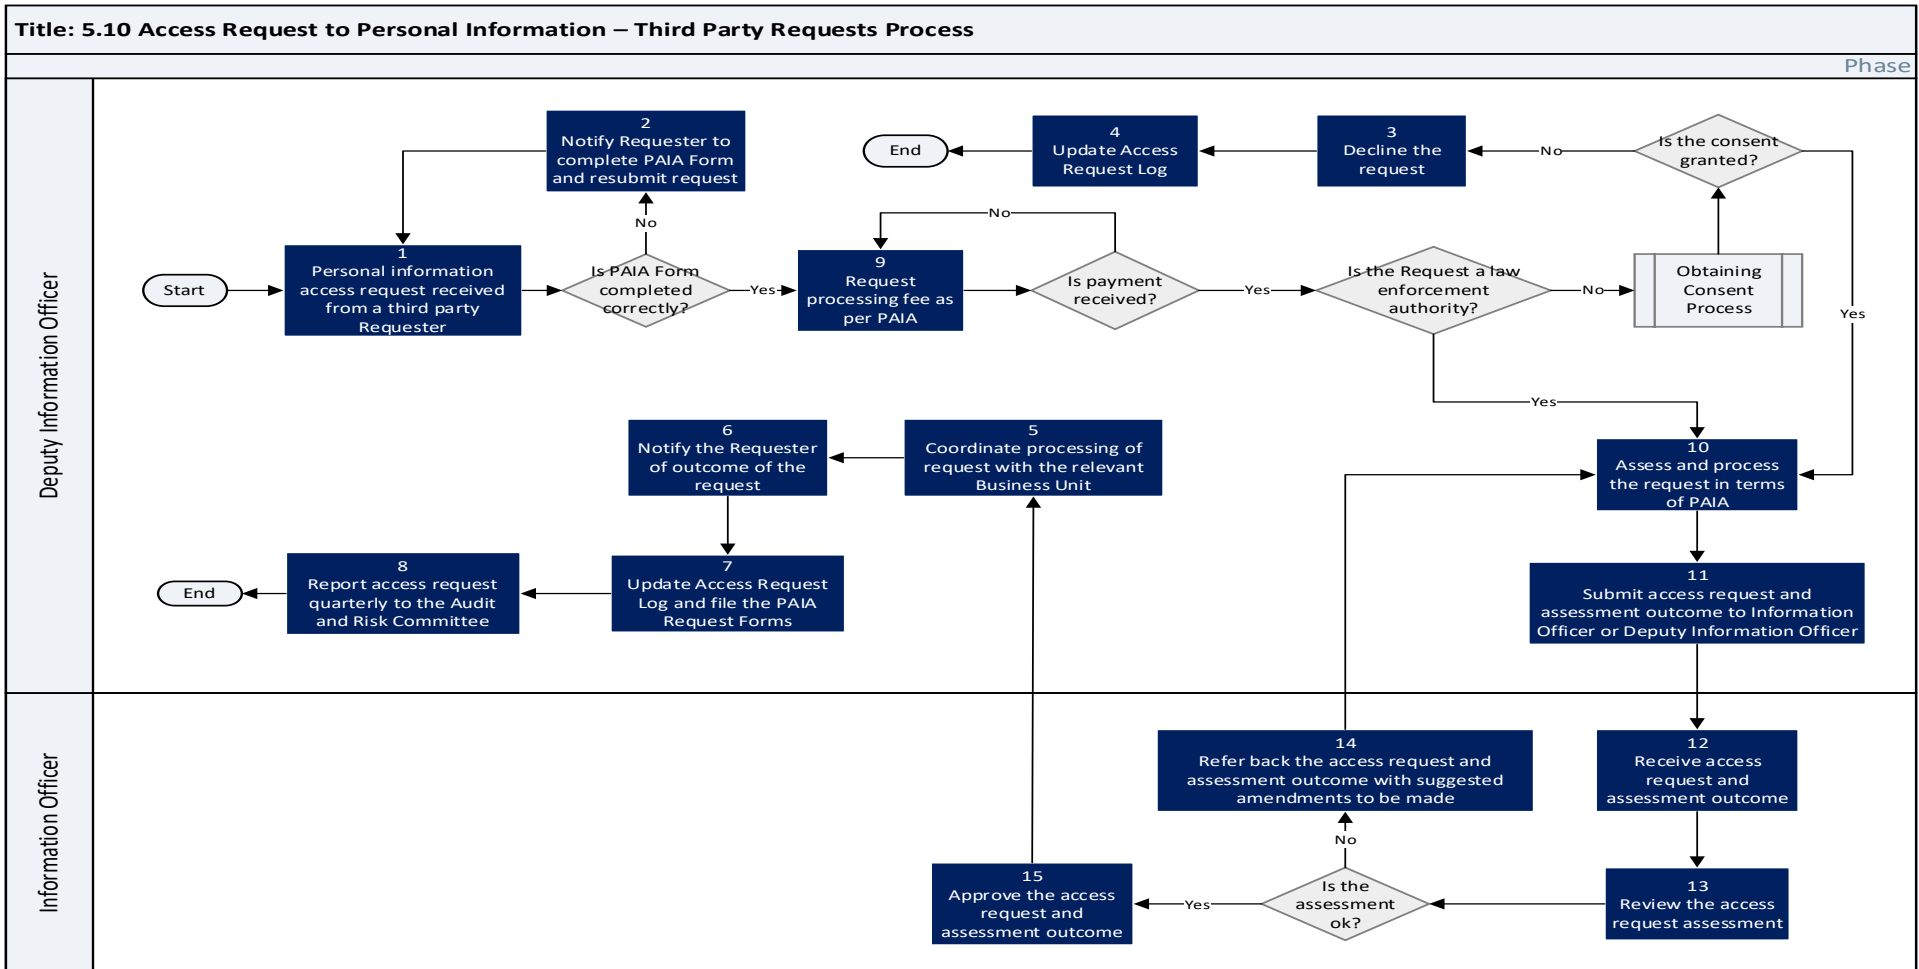 Title: 5.10 Access Request to Personal Information – Third Party Requests Process
Phase
Deputy Information Officer
2
Notify Requester to
complete PAIA Form
and resubmit request
End
4
Update Access
Request Log
3
Decline the
request
No
Is the consent
granted?
No
No
Start
1
Personal information
access request received
from a third party
Requester
Is PAIA Form
completed
correctly?
Yes
9
Request
processing fee as
per PAIA
Is payment
received?
Yes
Is the Request a law
enforcement
authority?
No
Obtaining
Consent
Process
Yes
Yes
6
Notify the Requester
of outcome of the
request
5
Coordinate processing of
request with the relevant
Business Unit
10
Assess and process
the request in terms
of PAIA
End
8
Report access request
quarterly to the Audit
and Risk Committee
7
Update Access Request
Log and file the PAIA
Request Forms
11
Submit access request and
assessment outcome to Information
Officer or Deputy Information Officer
Information Officer
14
Refer back the access request and
assessment outcome with suggested
amendments to be made
12
Receive access
request and
assessment outcome
No
15
Approve the access
request and
assessment outcome
Yes
Is the
assessment
ok?
13
Review the access
request assessment